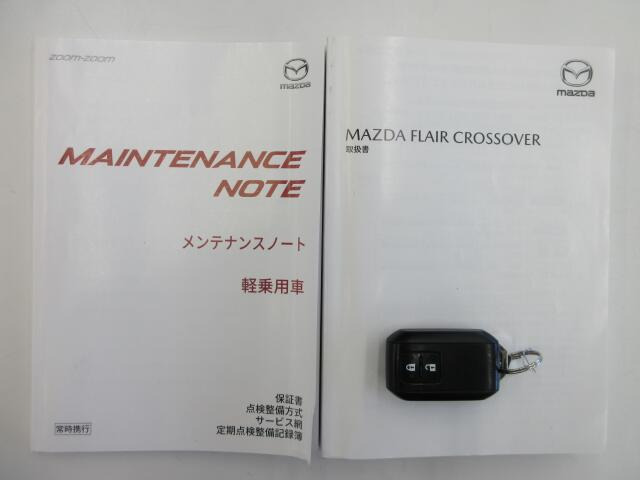 zoom-zoom
mazda
MAINTENANCE
NOTE
メンテナンスノート
軽乗用車
保証書
点検整備方式
サービス網
定期点検整備記録簿
常時携行
mazda
MAZDA FLAIR CROSSOVER
取扱書